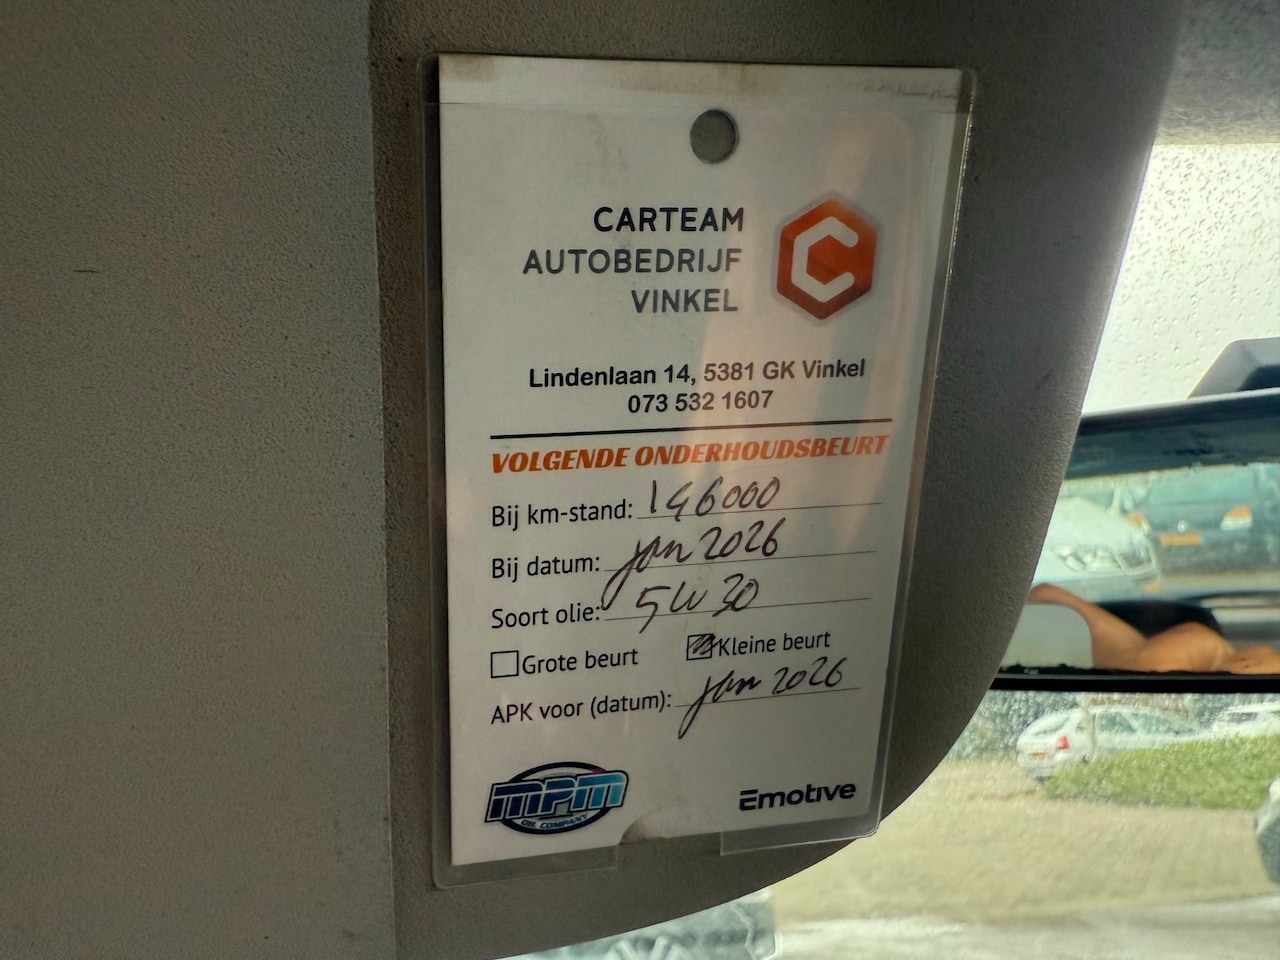 CARTEAM
AUTOBEDRIJF
VINKEL
Lindenlaan 14, 5381 GK Vinkel
073 532 1607
VOLGENDE ONDERHOUDSBEURT
Bij km-stand: 196000
Bij datum: jan 2026
Soort olie: 5W30
Grote beurt Kleine beurt
APK voor (datum): jan 2026
MPM
OIL COMPANY
Emotive